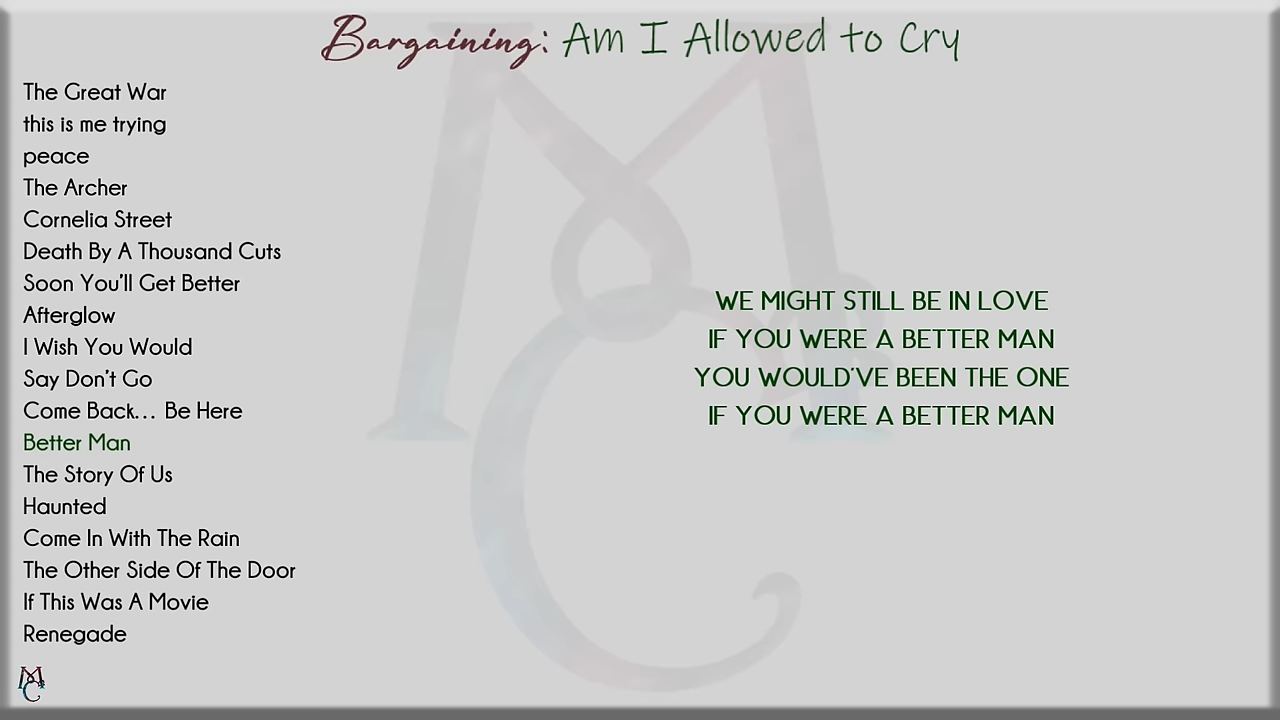 Bargaining: Am I Allowed to Cry
The Great War
this is me trying
peace
The Archer
Cornelia Street
Death By A Thousand Cuts
Soon You'll Get Better
Afterglow
I Wish You Would
Say Don't Go
Come Back... Be Here
Better Man
The Story Of Us
Haunted
Come In With The Rain
The Other Side Of The Door
If This Was A Movie
Renegade
WE MIGHT STILL BE IN LOVE
IF YOU WERE A BETTER MAN
YOU WOULD'VE BEEN THE ONE
IF YOU WERE A BETTER MAN